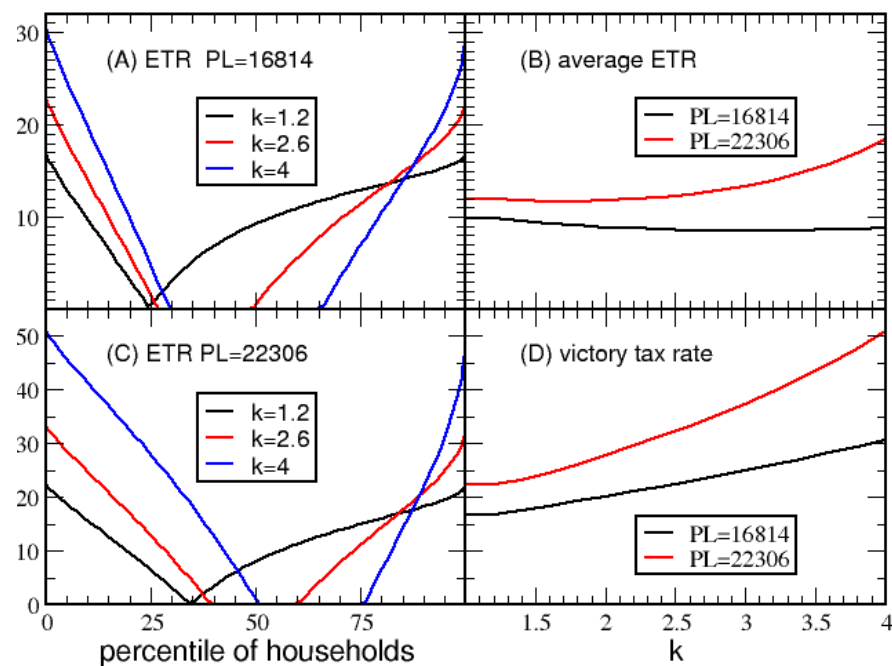 30
20
10
(A) ETR PL=16814
k=1.2
k=2.6
k=4
(B) average ETR
PL=16814
PL=22306
50
40
30
20
10
0
(C) ETR PL=22306
k=1.2
k=2.6
k=4
(D) victory tax rate
PL=16814
PL=22306
0 25 50 75
1.5 2 2.5 3 3.5 4
percentile of households
k